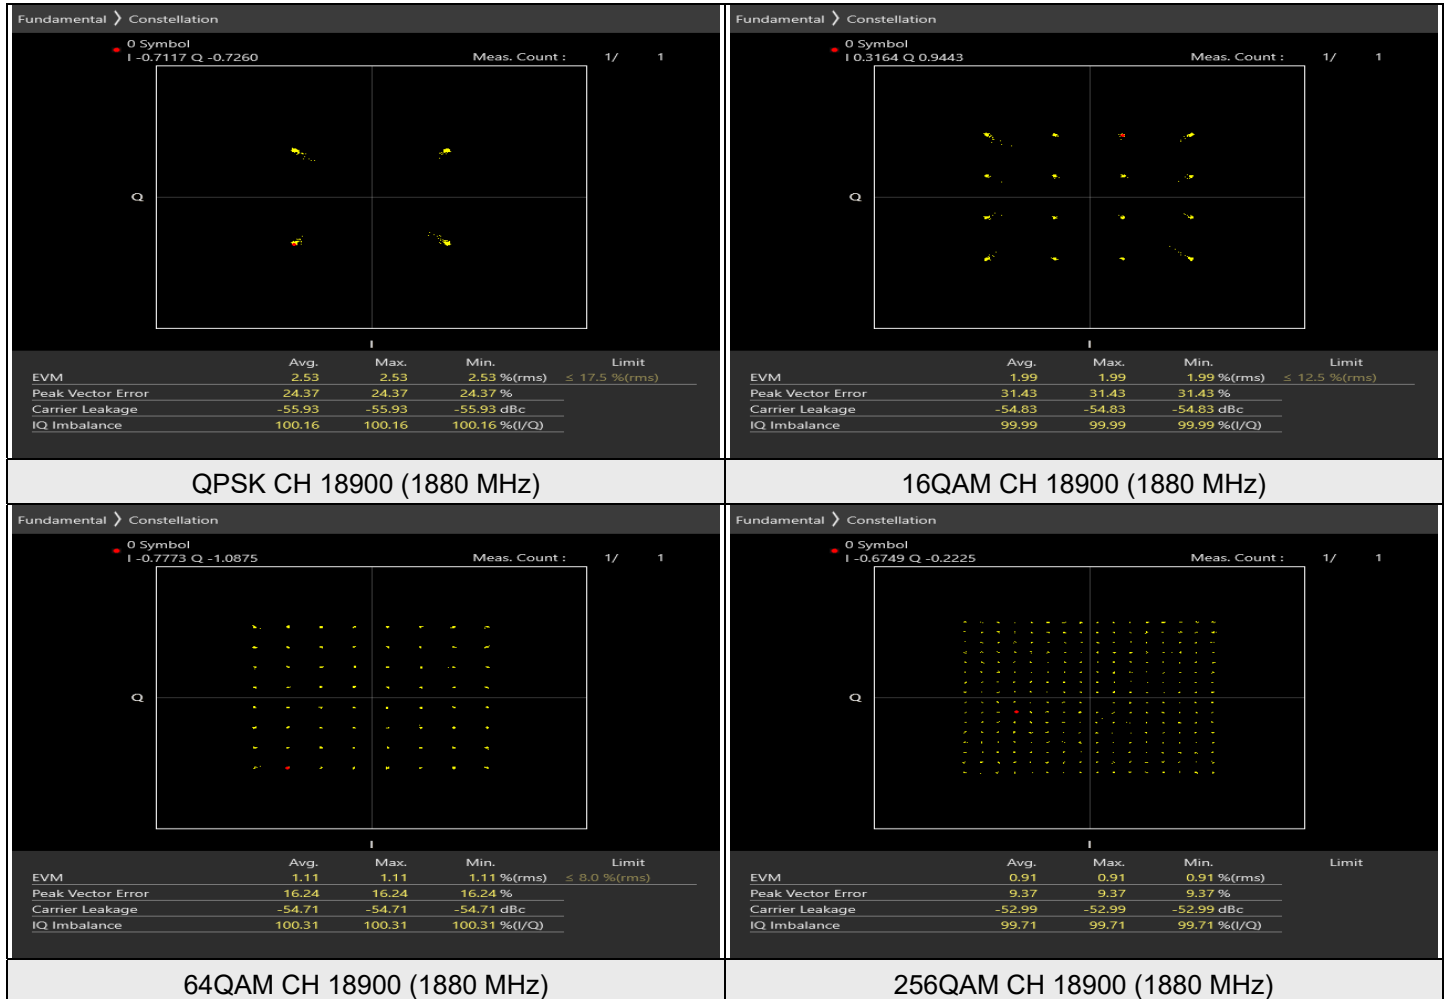 Fundamental ❯ Constellation
0 Symbol
I -0.7117 Q -0.7260 Meas. Count : 1/ 1
Q
I
Avg. Max. Min. Limit
EVM 2.53 2.53 2.53 %(rms) ≤ 17.5 %(rms)
Peak Vector Error 24.37 24.37 24.37 %
Carrier Leakage -55.93 -55.93 -55.93 dBc
IQ Imbalance 100.16 100.16 100.16 %(I/Q)
QPSK CH 18900 (1880 MHz)
Fundamental ❯ Constellation
0 Symbol
I 0.3164 Q 0.9443 Meas. Count : 1/ 1
Q
I
Avg. Max. Min. Limit
EVM 1.99 1.99 1.99 %(rms) ≤ 12.5 %(rms)
Peak Vector Error 31.43 31.43 31.43 %
Carrier Leakage -54.83 -54.83 -54.83 dBc
IQ Imbalance 99.99 99.99 99.99 %(I/Q)
16QAM CH 18900 (1880 MHz)
Fundamental ❯ Constellation
0 Symbol
I -0.7773 Q -1.0875 Meas. Count : 1/ 1
Q
I
Avg. Max. Min. Limit
EVM 1.11 1.11 1.11 %(rms) ≤ 8.0 %(rms)
Peak Vector Error 16.24 16.24 16.24 %
Carrier Leakage -54.71 -54.71 -54.71 dBc
IQ Imbalance 100.31 100.31 100.31 %(I/Q)
64QAM CH 18900 (1880 MHz)
Fundamental ❯ Constellation
0 Symbol
I -0.6749 Q -0.2225 Meas. Count : 1/ 1
Q
I
Avg. Max. Min. Limit
EVM 0.91 0.91 0.91 %(rms)
Peak Vector Error 9.37 9.37 9.37 %
Carrier Leakage -52.99 -52.99 -52.99 dBc
IQ Imbalance 99.71 99.71 99.71 %(I/Q)
256QAM CH 18900 (1880 MHz)